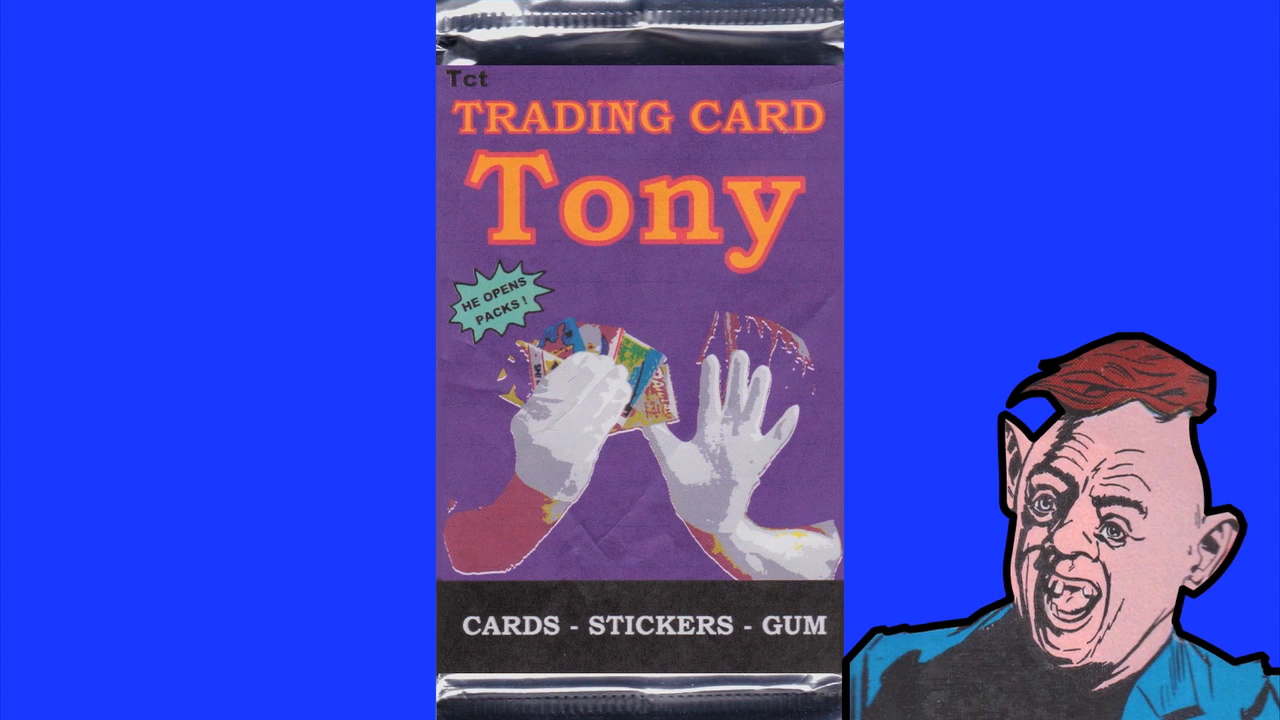 Tct
TRADING CARD
Tony
HE OPENS
PACKS!
CARDS - STICKERS - GUM